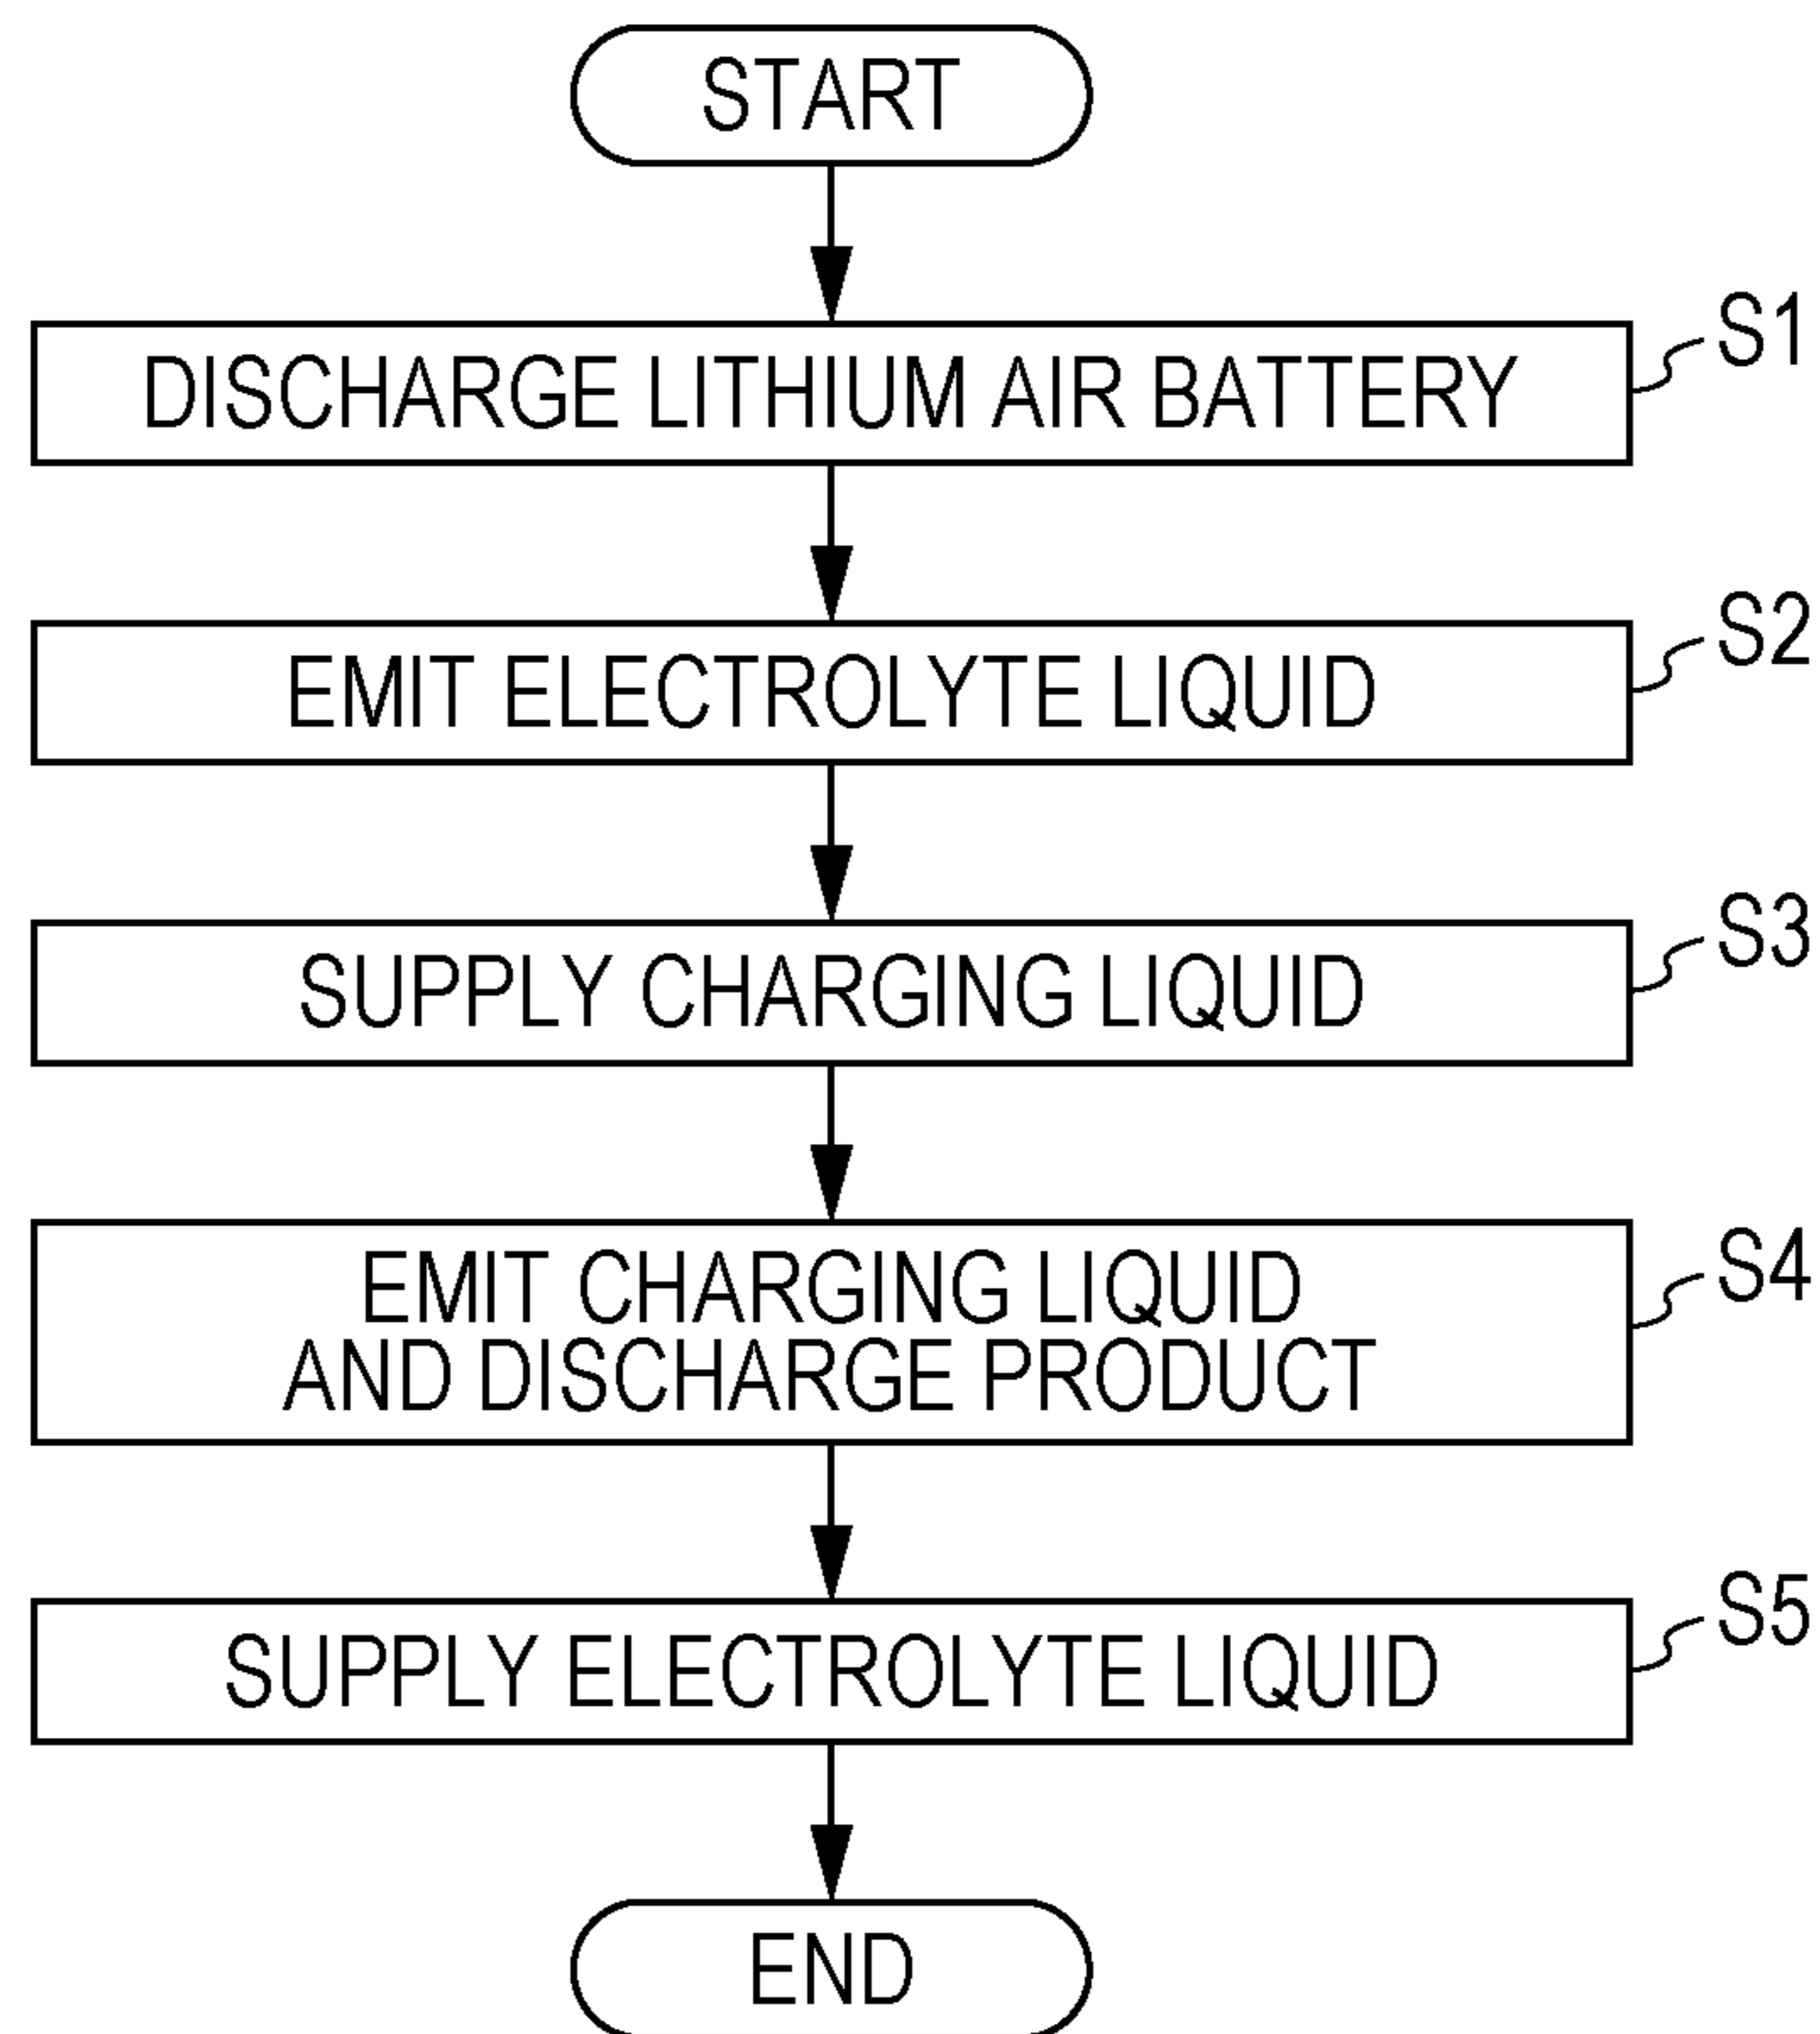 START
DISCHARGE LITHIUM AIR BATTERY
S1
EMIT ELECTROLYTE LIQUID
S2
SUPPLY CHARGING LIQUID
S3
EMIT CHARGING LIQUID
AND DISCHARGE PRODUCT
S4
SUPPLY ELECTROLYTE LIQUID
S5
END